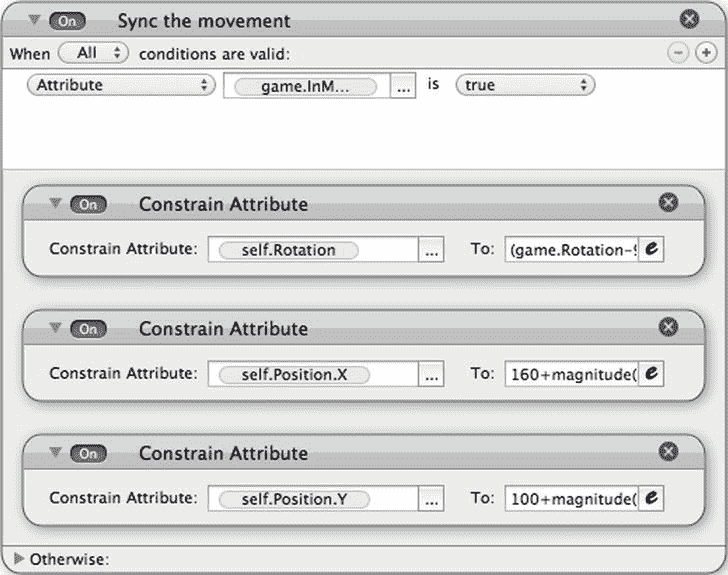 On Sync the movement
When All conditions are valid:
Attribute game.InM... ... is true
On Constrain Attribute
Constrain Attribute: self.Rotation ... To: (game.Rotation-
On Constrain Attribute
Constrain Attribute: self.Position.X ... To: 160+magnitude(
On Constrain Attribute
Constrain Attribute: self.Position.Y ... To: 100+magnitude(
Otherwise: